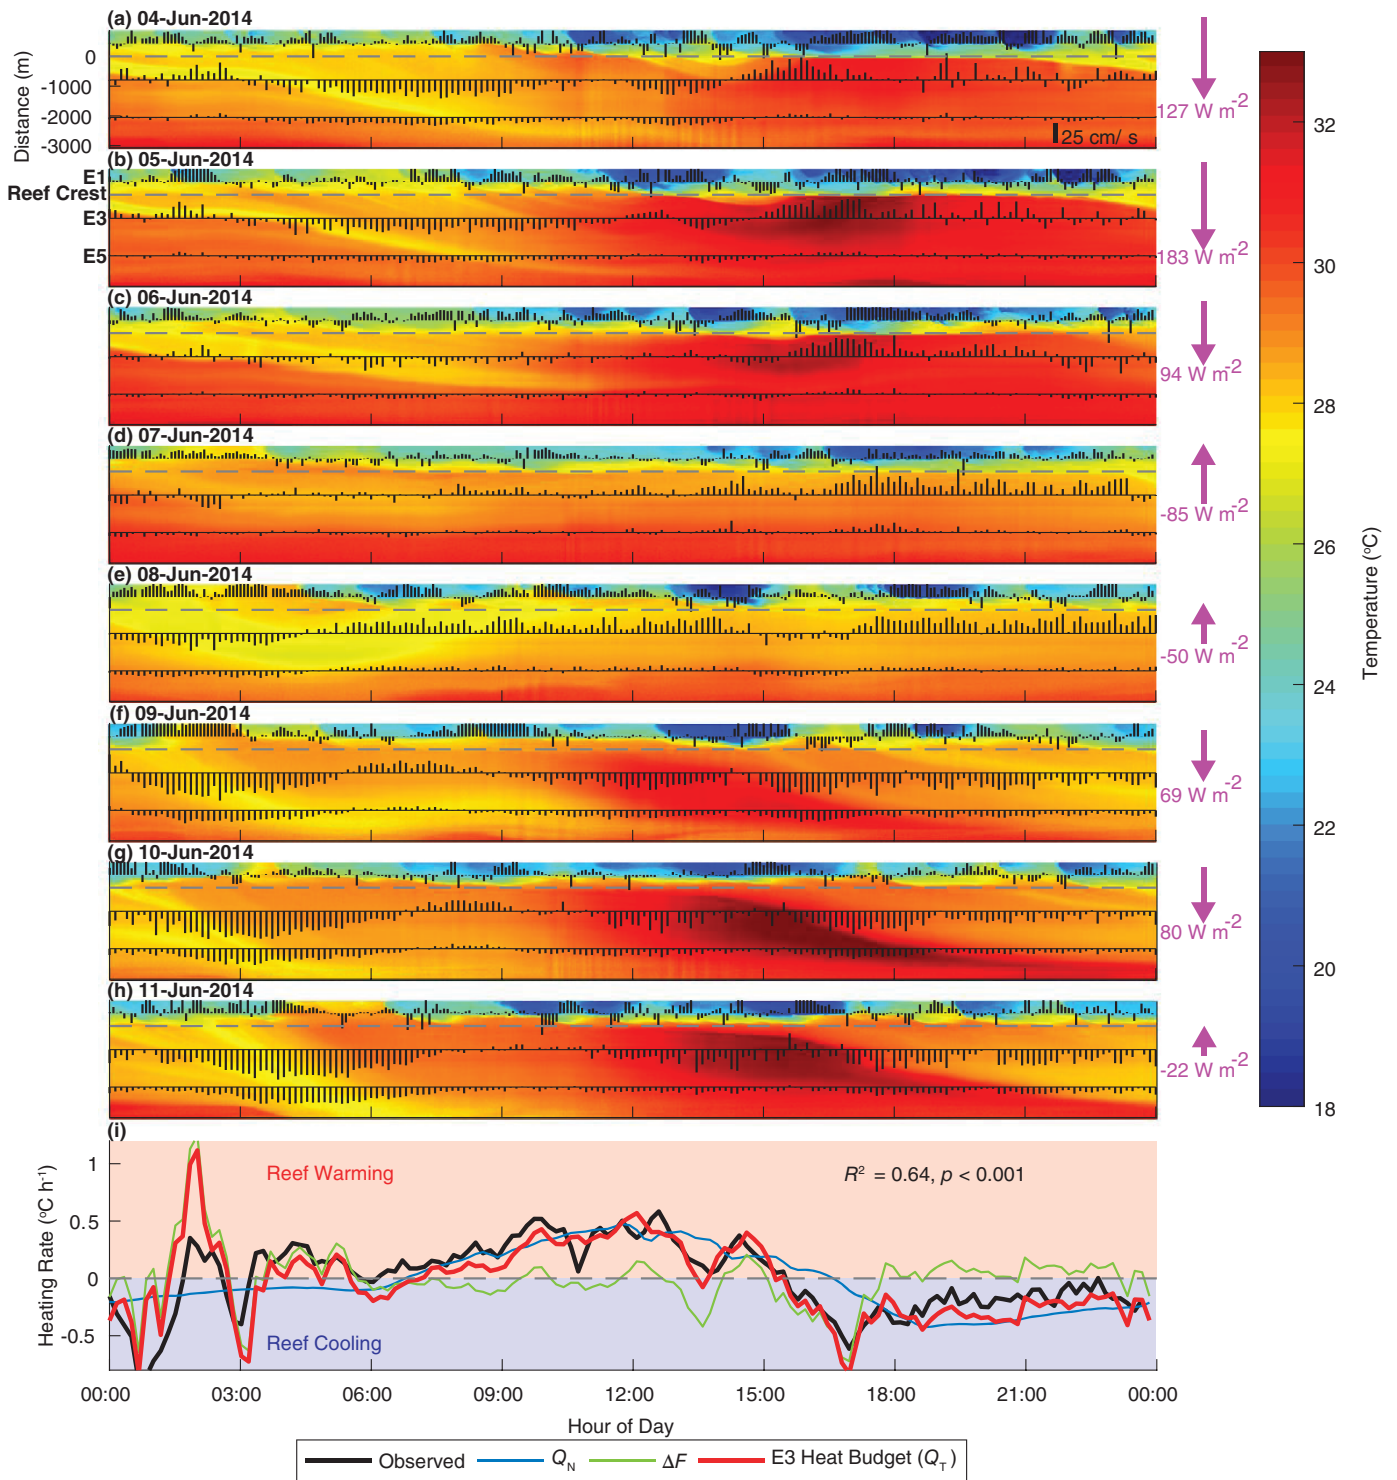 (a) 04-Jun-2014
Distance (m)
0
-1000
-2000
-3000
25 cm/ s
127 W m-2
(b) 05-Jun-2014
E1
Reef Crest
E3
E5
183 W m-2
(c) 06-Jun-2014
94 W m-2
(d) 07-Jun-2014
-85 W m-2
(e) 08-Jun-2014
-50 W m-2
(f) 09-Jun-2014
69 W m-2
(g) 10-Jun-2014
80 W m-2
(h) 11-Jun-2014
-22 W m-2
32
30
28
26
24
22
20
18
Temperature (°C)
(i)
Heating Rate (°C h-1)
1
0.5
0
-0.5
Reef Warming
R2 = 0.64, p < 0.001
Reef Cooling
00:00 03:00 06:00 09:00 12:00 15:00 18:00 21:00 00:00
Hour of Day
Observed QN ΔF E3 Heat Budget (QT)